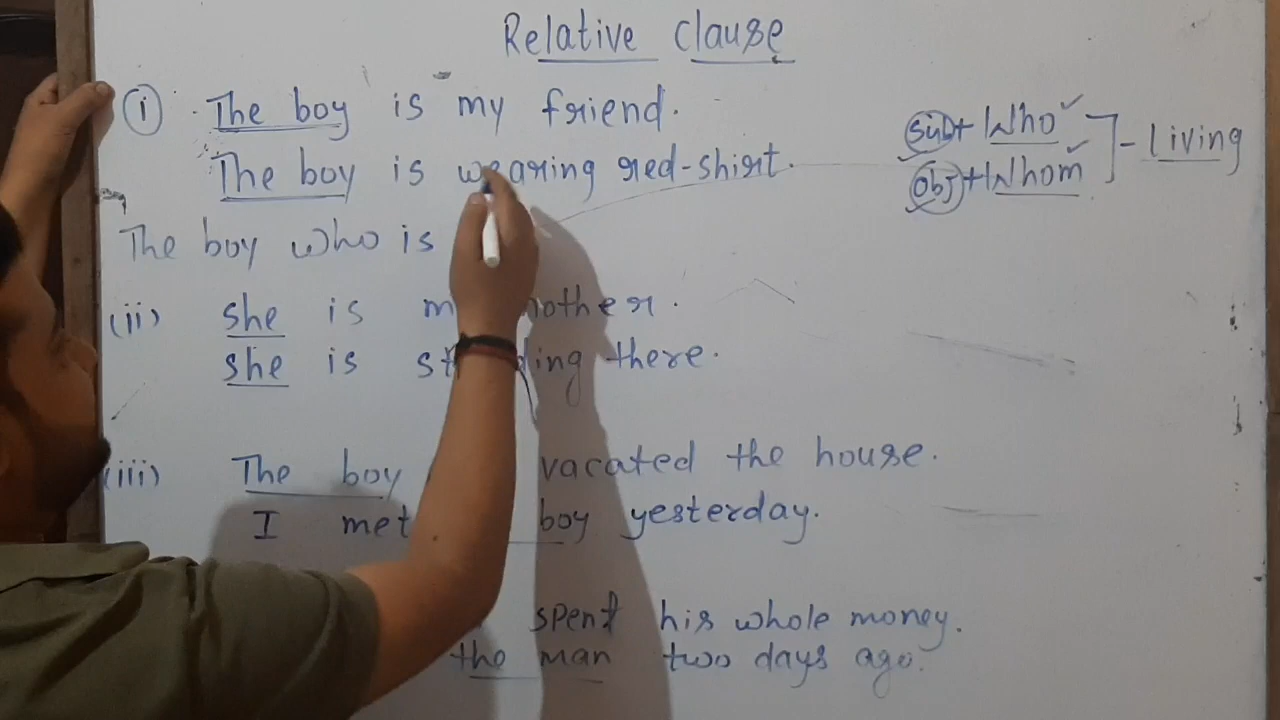 Relative clause
(i) The boy is my friend.
The boy is wearing red-shirt.
sub + Who ✓
obj + Whom ✓ ] - Living
The boy who is
(ii) she is mother.
she is there.
(iii) The boy vacated the house.
I met boy yesterday.
spent his whole money.
the man two days ago.